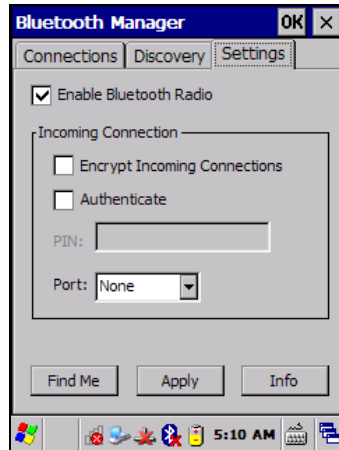 Bluetooth Manager OK ×
Connections Discovery Settings
Enable Bluetooth Radio
Incoming Connection
Encrypt Incoming Connections
Authenticate
PIN:
Port: None
Find Me Apply Info
5:10 AM